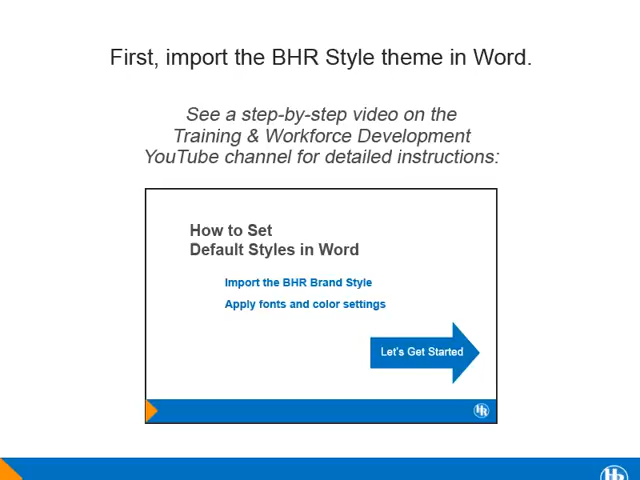 First, import the BHR Style theme in Word.
See a step-by-step video on the
Training & Workforce Development
YouTube channel for detailed instructions:
How to Set
Default Styles in Word
Import the BHR Brand Style
Apply fonts and color settings
Let's Get Started
HR
HR